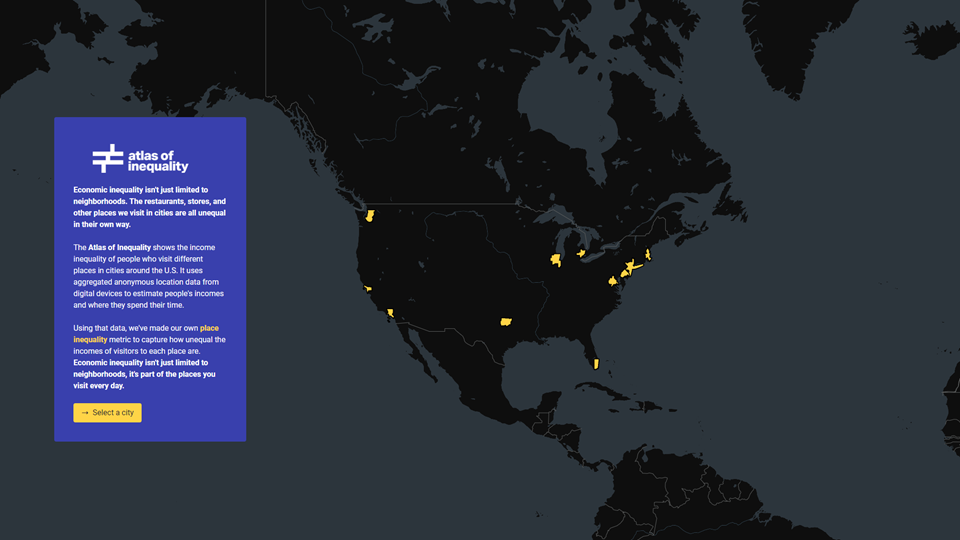 atlas of
inequality
Economic inequality isn't just limited to
neighborhoods. The restaurants, stores, and
other places we visit in cities are all unequal
in their own way.
The Atlas of Inequality shows the income
inequality of people who visit different
places in cities around the U.S. It uses
aggregated anonymous location data from
digital devices to estimate people's incomes
and where they spend their time.
Using that data, we've made our own place
inequality metric to capture how unequal the
incomes of visitors to each place are.
Economic inequality isn't just limited to
neighborhoods, it's part of the places you
visit every day.
→ Select a city